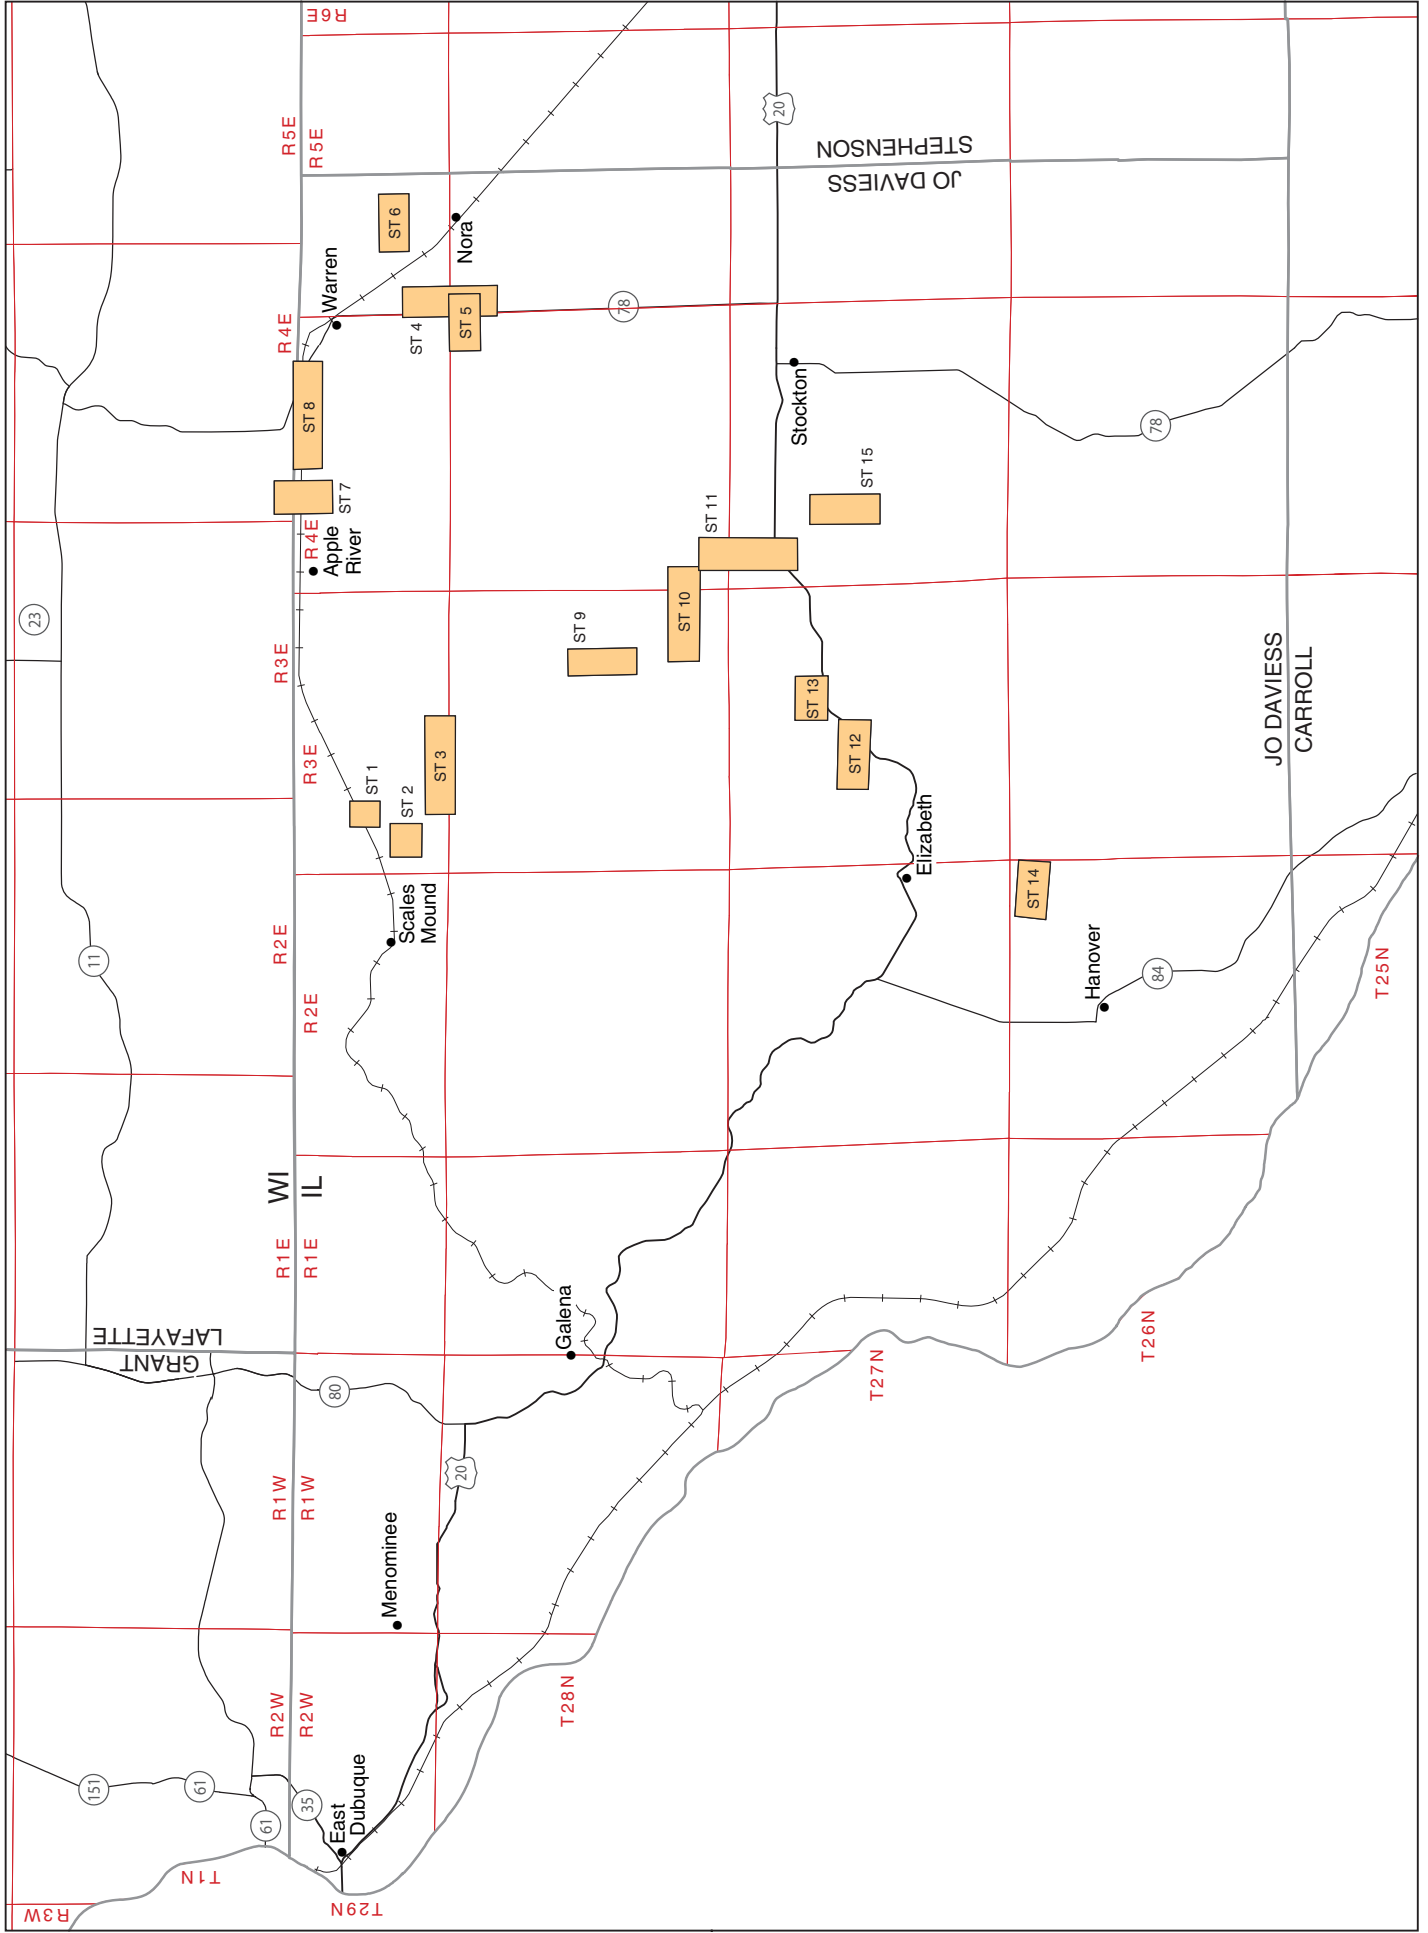 R3W
T1N
151
61
61
35
East
Dubuque
T29N
GRANT
LAFAYETTE
11
23
R2W
R2W
R1W
R1W
80
R1E
R1E
WI
IL
R2E
R2E
R3E
R3E
R4E
R4E
R5E
R5E
R6E
Menominee
Scales
Mound
Apple
River
Warren
Nora
ST 1
ST 2
ST 3
ST 4
ST 5
ST 6
ST 7
ST 8
20
Galena
T28N
78
ST 9
ST 10
ST 11
20
STEPHENSON
JO DAVIESS
Stockton
ST 13
ST 12
ST 15
T27N
Elizabeth
ST 14
Hanover
84
78
T26N
JO DAVIESS
CARROLL
T25N